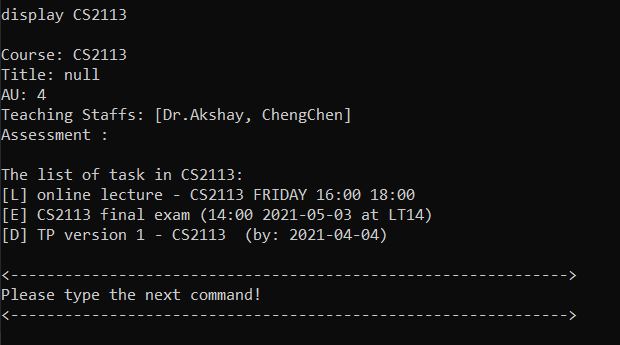 display CS2113
Course: CS2113
Title: null
AU: 4
Teaching Staffs: [Dr.Akshay, ChengChen]
Assessment :
The list of task in CS2113:
[L] online lecture - CS2113 FRIDAY 16:00 18:00
[E] CS2113 final exam (14:00 2021-05-03 at LT14)
[D] TP version 1 - CS2113  (by: 2021-04-04)
<-------------------------------------------------------------->
Please type the next command!
<-------------------------------------------------------------->